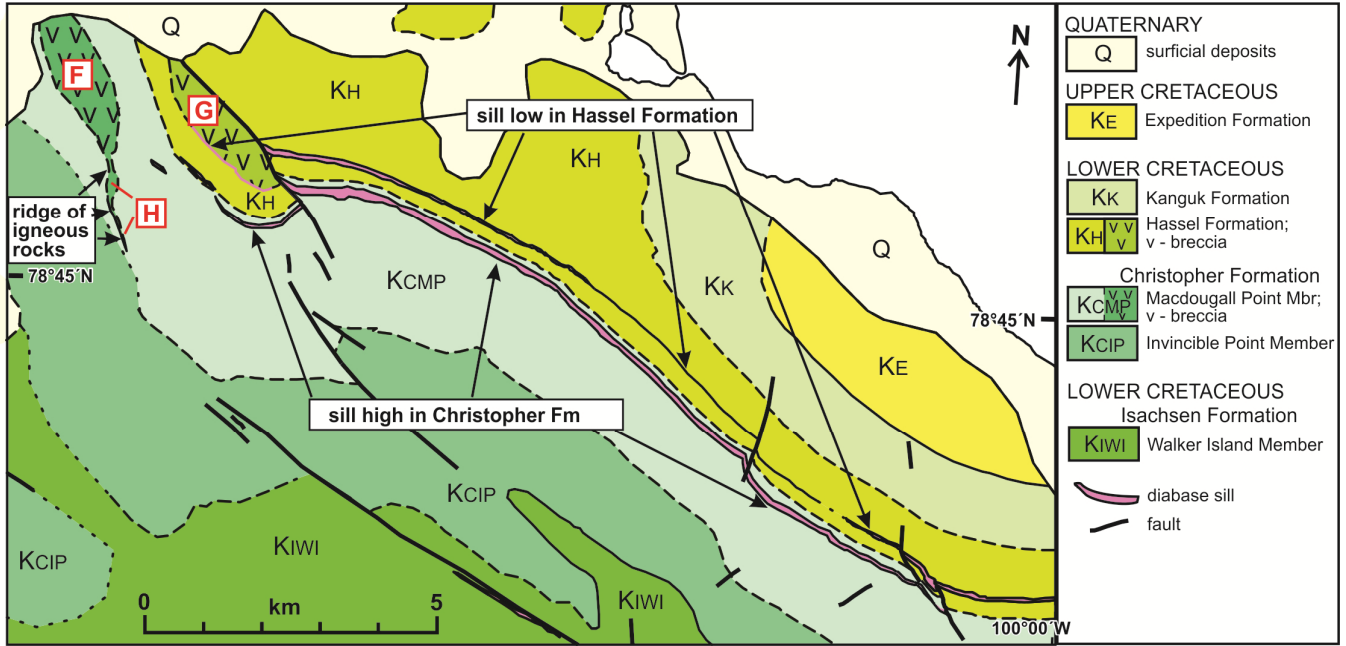 Q
N
F
G
KH
sill low in Hassel Formation
KH
ridge of
igneous
rocks
H
KH
78°45´N
KCMP
KK
Q
78°45´N
KE
sill high in Christopher Fm
KCIP
KCIP
KIWI
KIWI
0 km 5
100°00´W
QUATERNARY
Q surficial deposits
UPPER CRETACEOUS
KE Expedition Formation
LOWER CRETACEOUS
KK Kanguk Formation
KH v v v Hassel Formation;
v - breccia
Christopher Formation
KCMP v v v Macdougall Point Mbr;
v - breccia
KCIP Invincible Point Member
LOWER CRETACEOUS
Isachsen Formation
KIWI Walker Island Member
diabase sill
fault